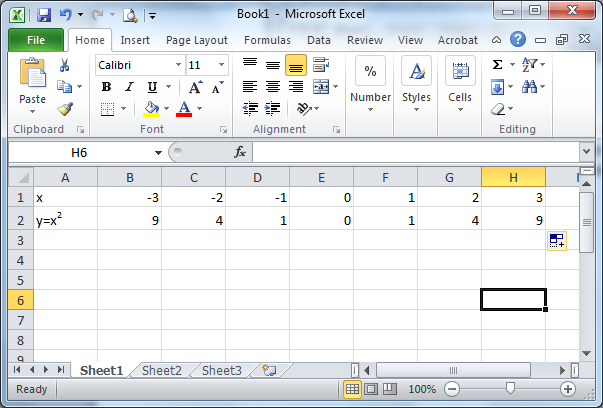 Book1 - Microsoft Excel
File Home Insert Page Layout Formulas Data Review View Acrobat
Paste
Clipboard
Calibri 11
B I U
Font
Alignment
%
Number
Styles
Cells
Editing
H6 fx
A B C D E F G H
1 x -3 -2 -1 0 1 2 3
2 y=x² 9 4 1 0 1 4 9
3
4
5
6
7
8
9
Sheet1 Sheet2 Sheet3
Ready 100%